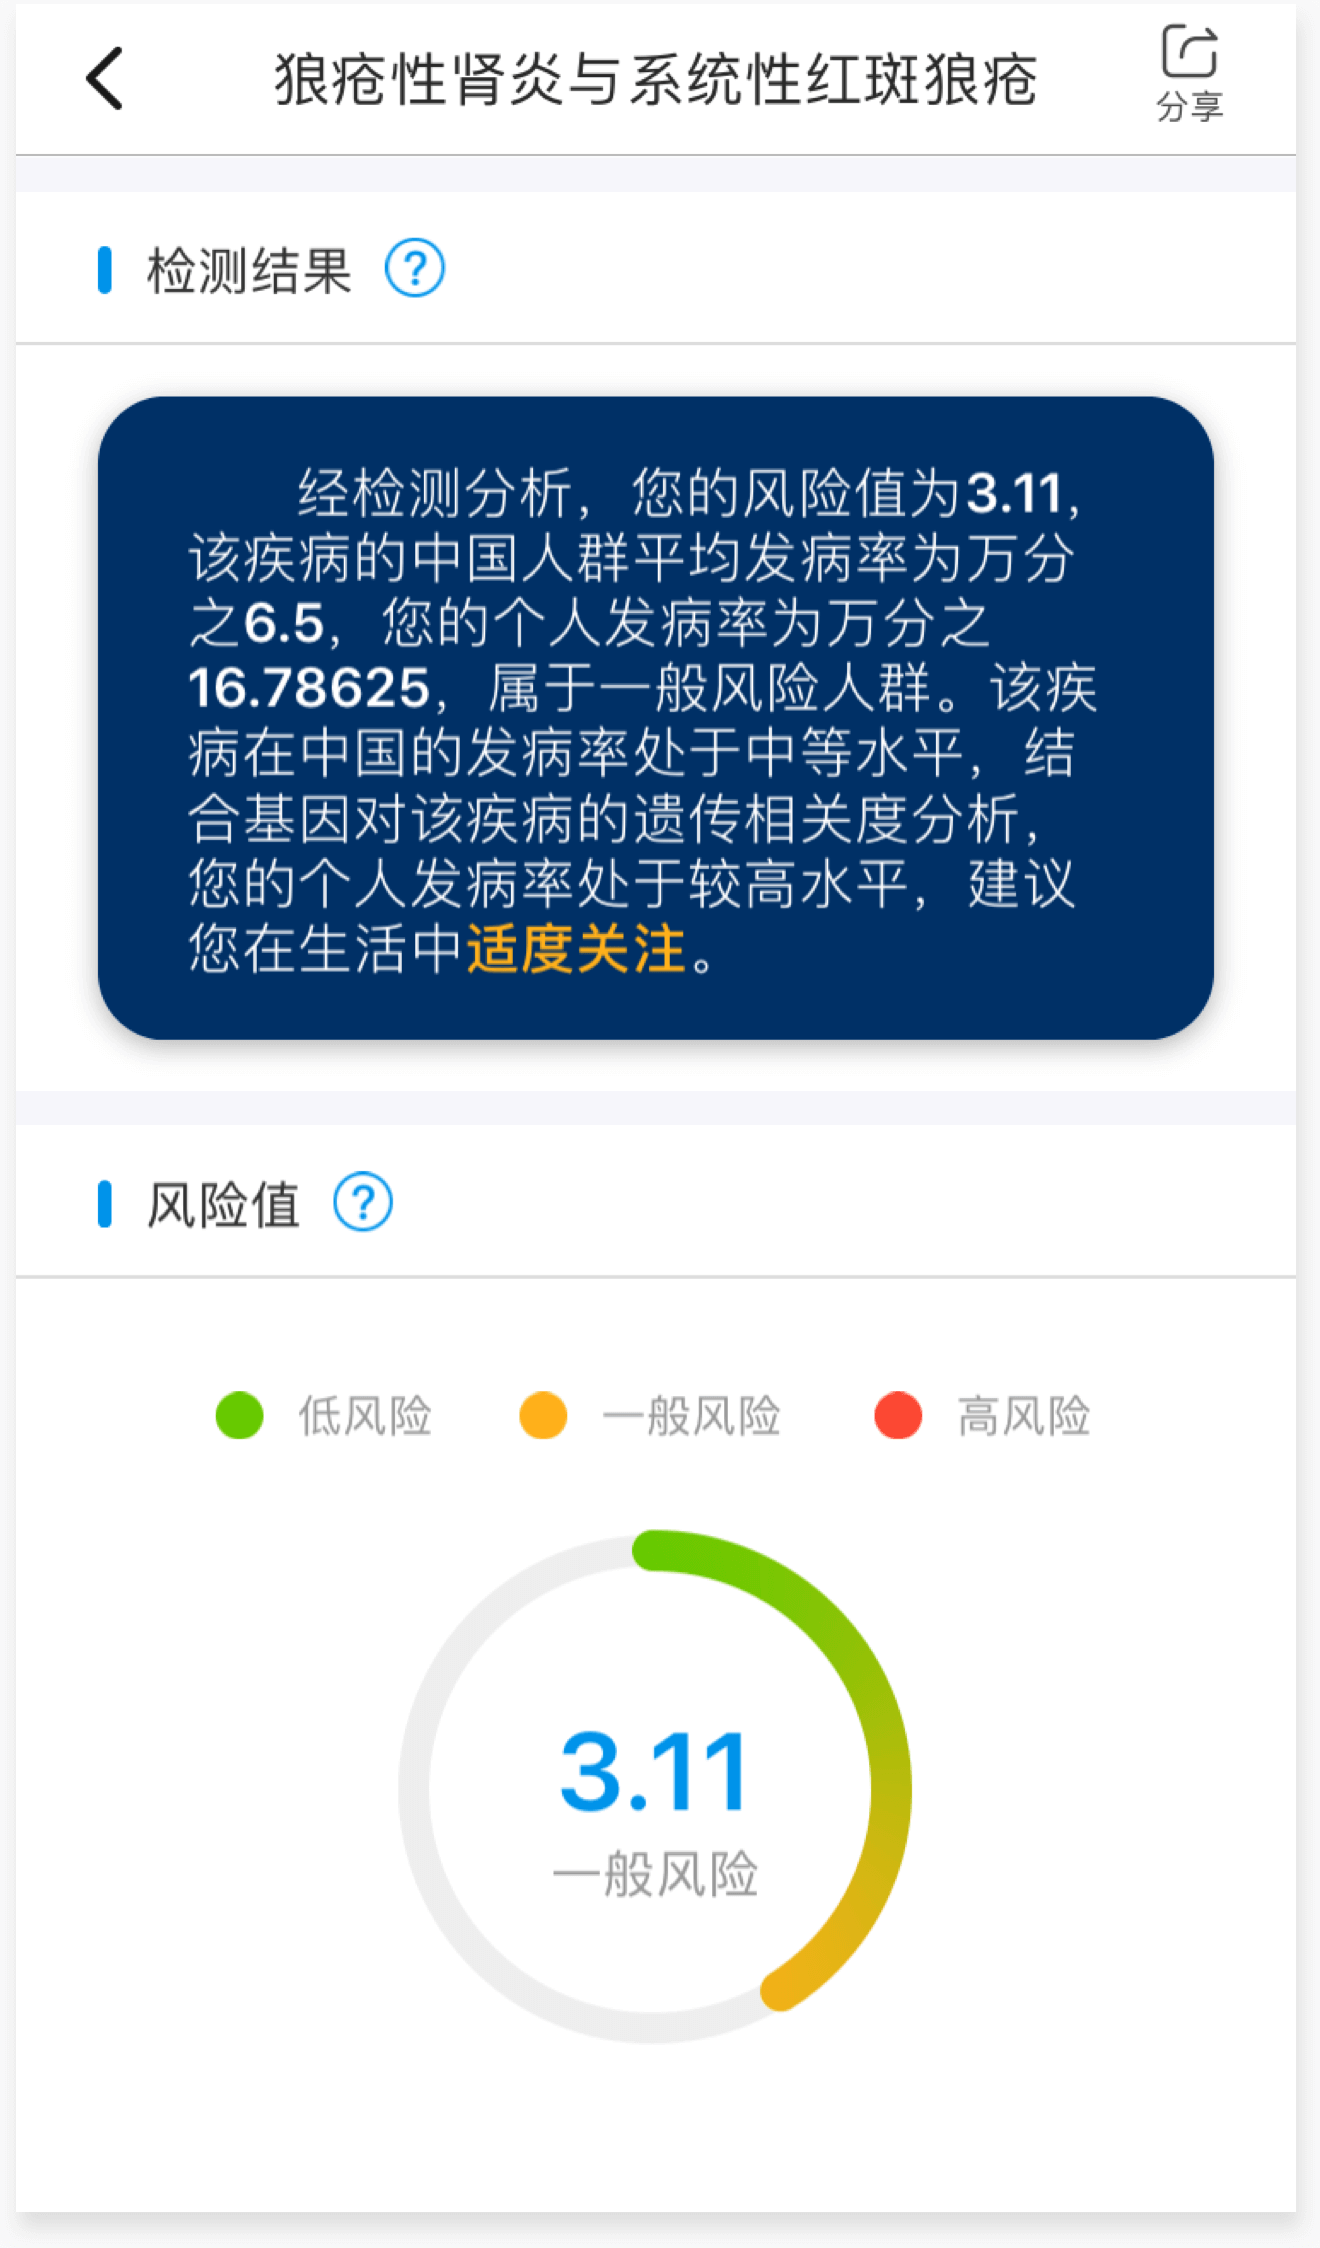 狼疮性肾炎与系统性红斑狼疮
分享
检测结果 ?
经检测分析，您的风险值为3.11，
该疾病的中国人群平均发病率为万分
之6.5，您的个人发病率为万分之
16.78625，属于一般风险人群。该疾
病在中国的发病率处于中等水平，结
合基因对该疾病的遗传相关度分析，
您的个人发病率处于较高水平，建议
您在生活中适度关注。
风险值 ?
低风险 一般风险 高风险
3.11
一般风险